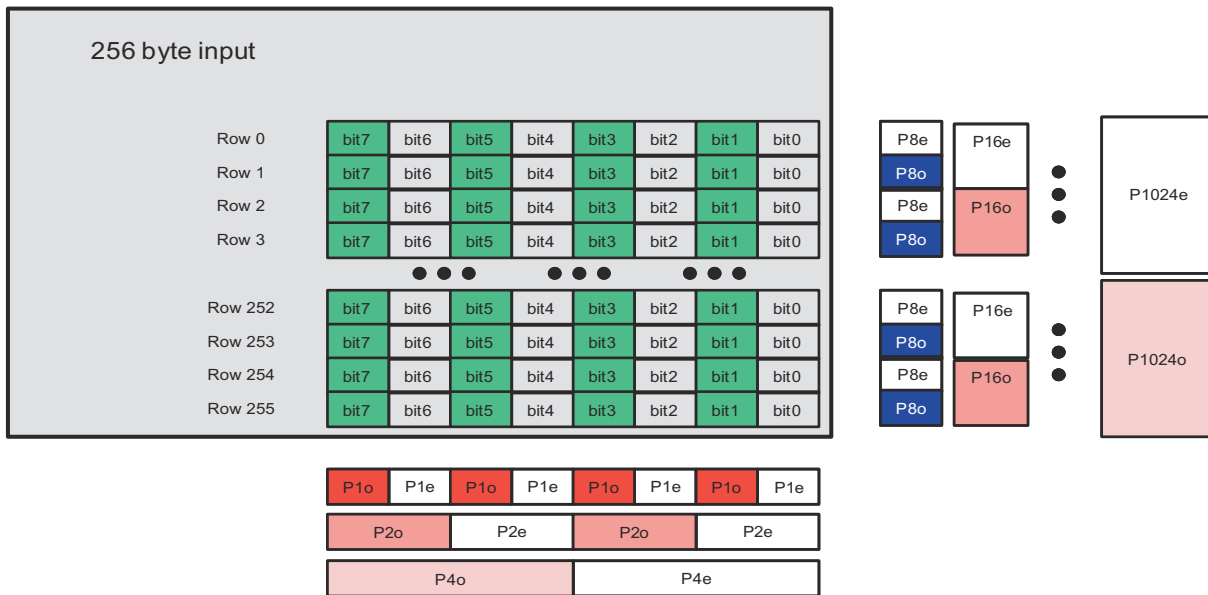 256 byte input
Row 0 bit7 bit6 bit5 bit4 bit3 bit2 bit1 bit0 P8e P16e
Row 1 bit7 bit6 bit5 bit4 bit3 bit2 bit1 bit0 P8o
Row 2 bit7 bit6 bit5 bit4 bit3 bit2 bit1 bit0 P8e P16o P1024e
Row 3 bit7 bit6 bit5 bit4 bit3 bit2 bit1 bit0 P8o
Row 252 bit7 bit6 bit5 bit4 bit3 bit2 bit1 bit0 P8e P16e
Row 253 bit7 bit6 bit5 bit4 bit3 bit2 bit1 bit0 P8o P1024o
Row 254 bit7 bit6 bit5 bit4 bit3 bit2 bit1 bit0 P8e P16o
Row 255 bit7 bit6 bit5 bit4 bit3 bit2 bit1 bit0 P8o
P1o P1e P1o P1e P1o P1e P1o P1e
P2o P2e P2o P2e
P4o P4e